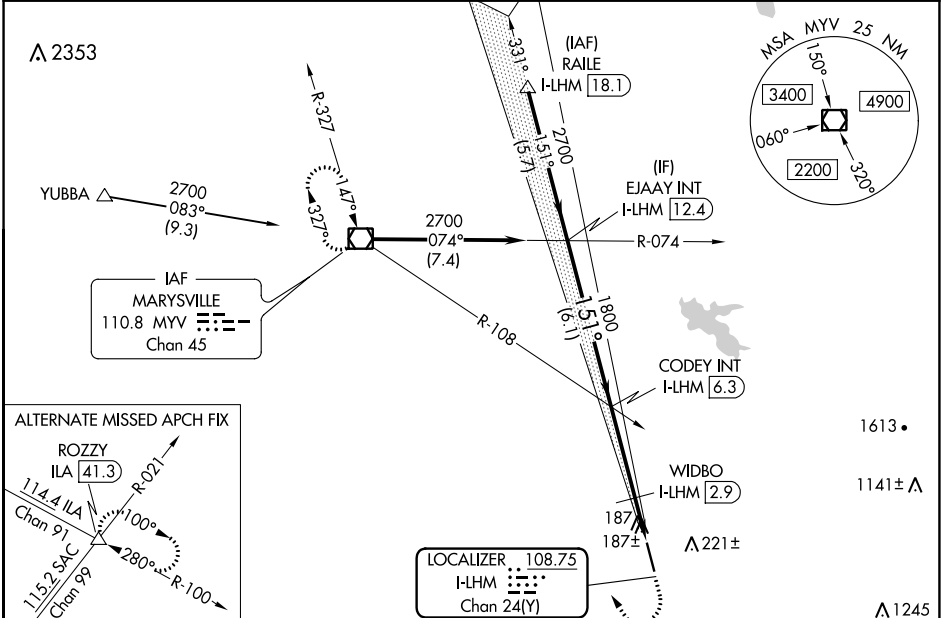 2353
331°
(IAF)
RAILE
I-LHM 18.1
MSA MYV 25 NM
150°
3400
4900
060°
2200
320°
R-327
2700
151°
(5.7)
(IF)
EJAAY INT
I-LHM 12.4
YUBBA
2700
083°
(9.3)
147°
327°
2700
074°
(7.4)
R-074
IAF
MARYSVILLE
110.8 MYV
Chan 45
R-108
1800
151°
(6.1)
CODEY INT
I-LHM 6.3
1613
WIDBO
I-LHM 2.9
1141±
187
187±
221±
ALTERNATE MISSED APCH FIX
ROZZY
ILA 41.3
R-021
114.4 ILA
Chan 91
100°
280°
R-100
115.2 SAC
Chan 99
LOCALIZER 108.75
I-LHM
Chan 24(Y)
1245